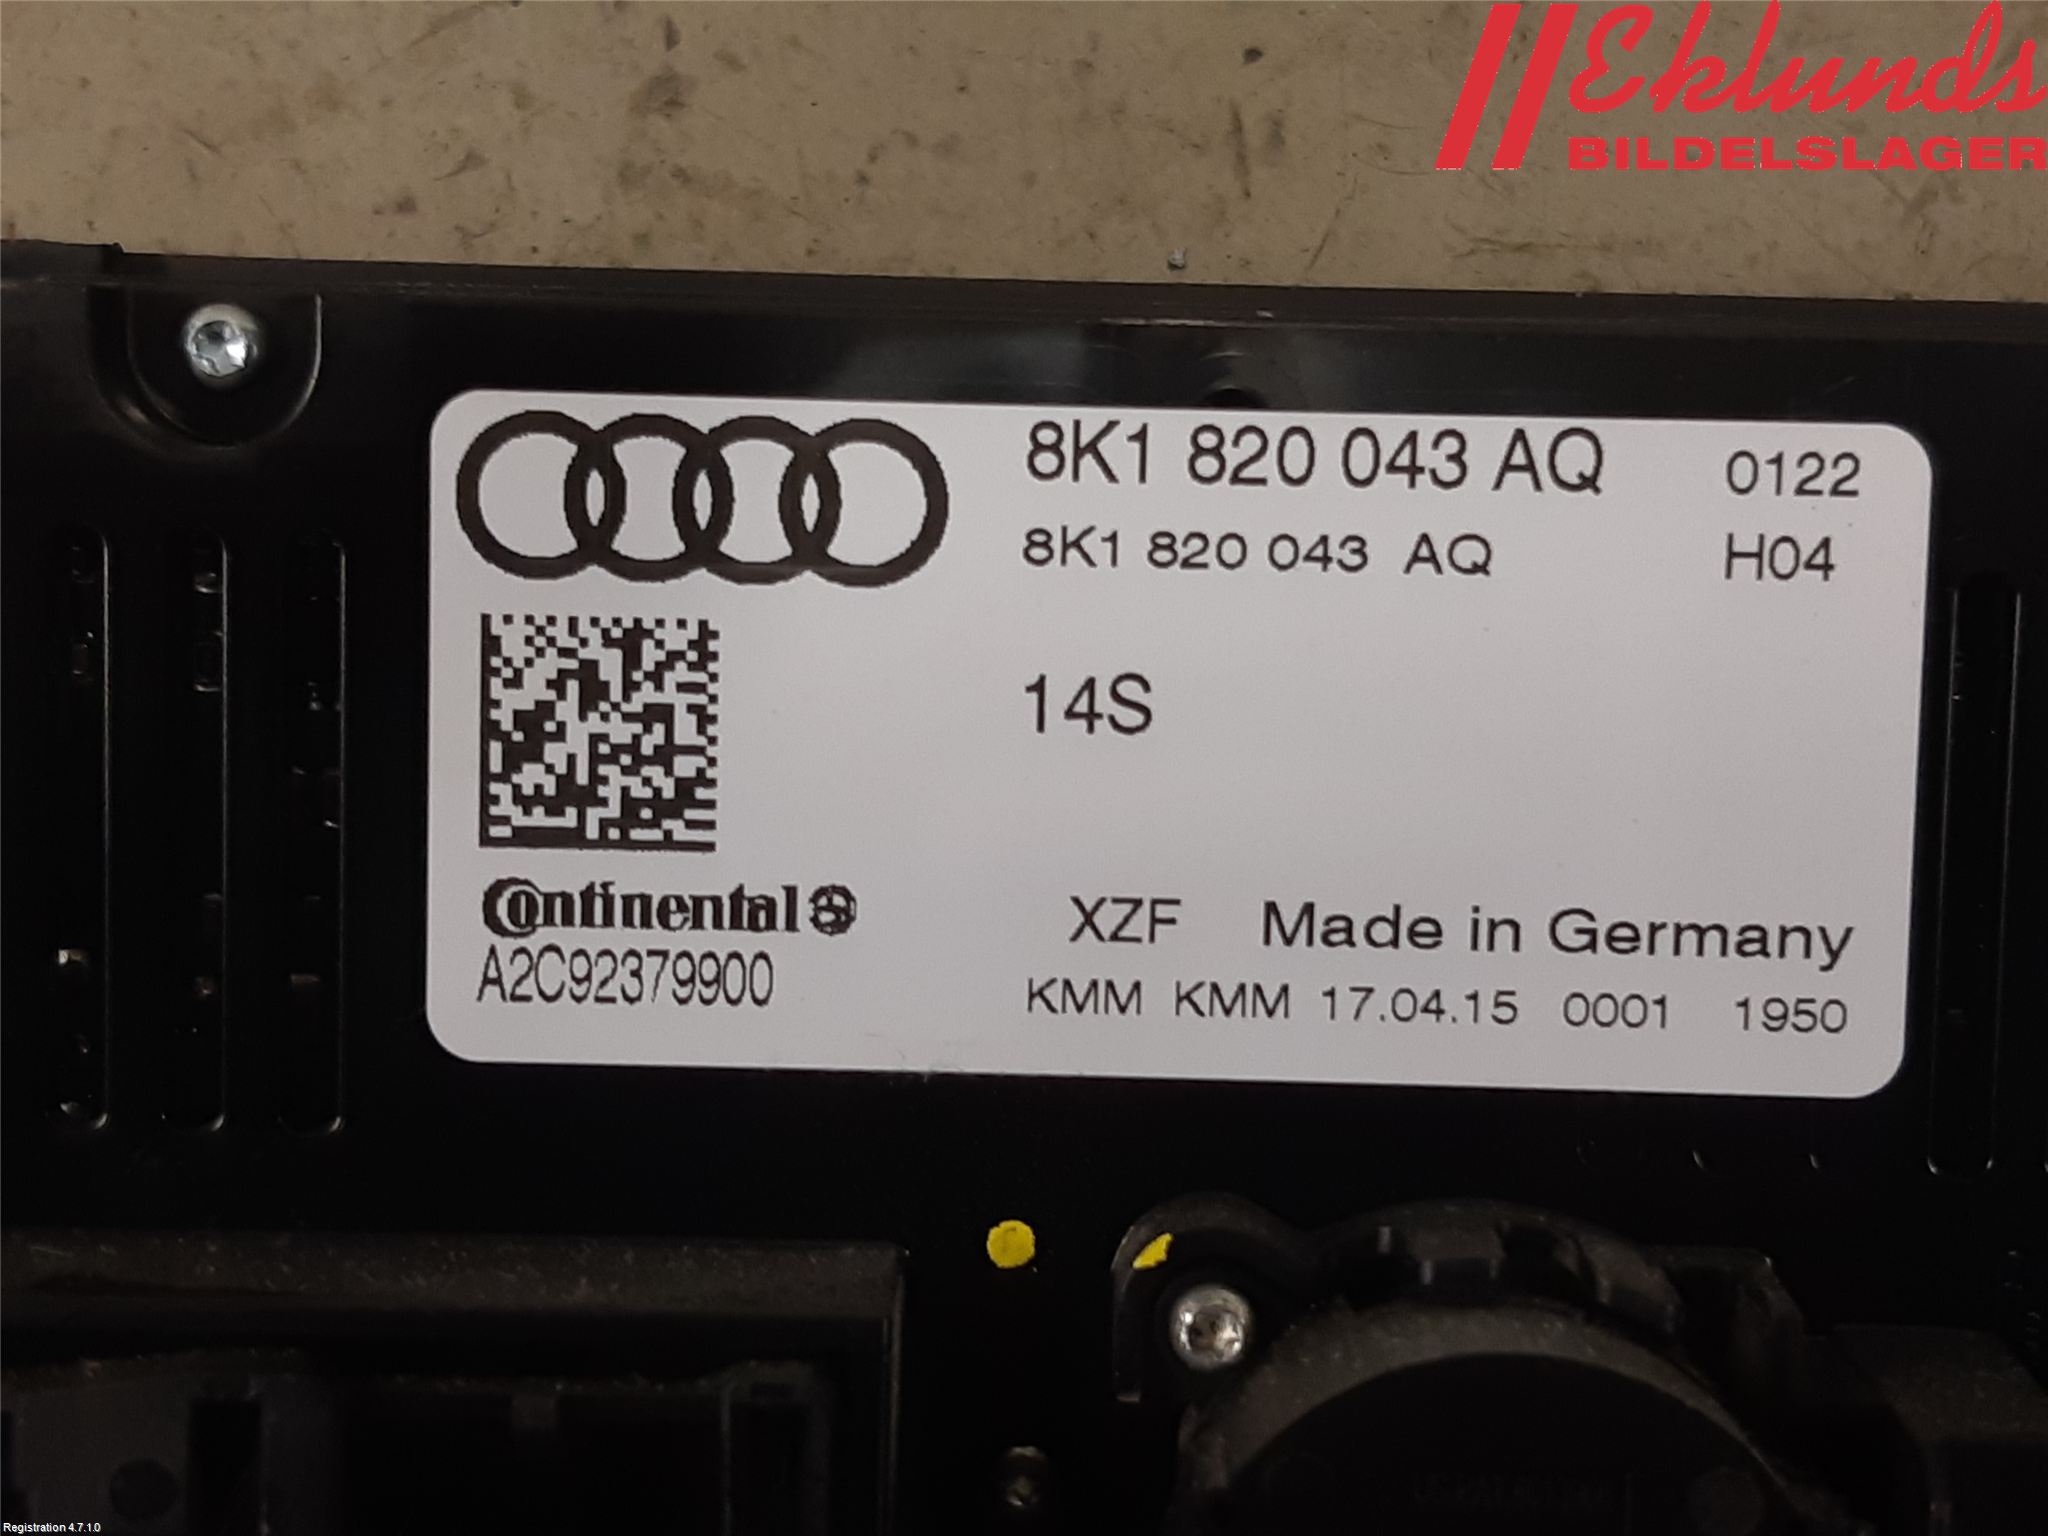 Eklunds
BILDELSLAGER
8K1 820 043 AQ 0122
8K1 820 043 AQ H04
14S
Continental
A2C92379900
XZF Made in Germany
KMM KMM 17.04.15 0001 1950
Registration 4.7.1.0